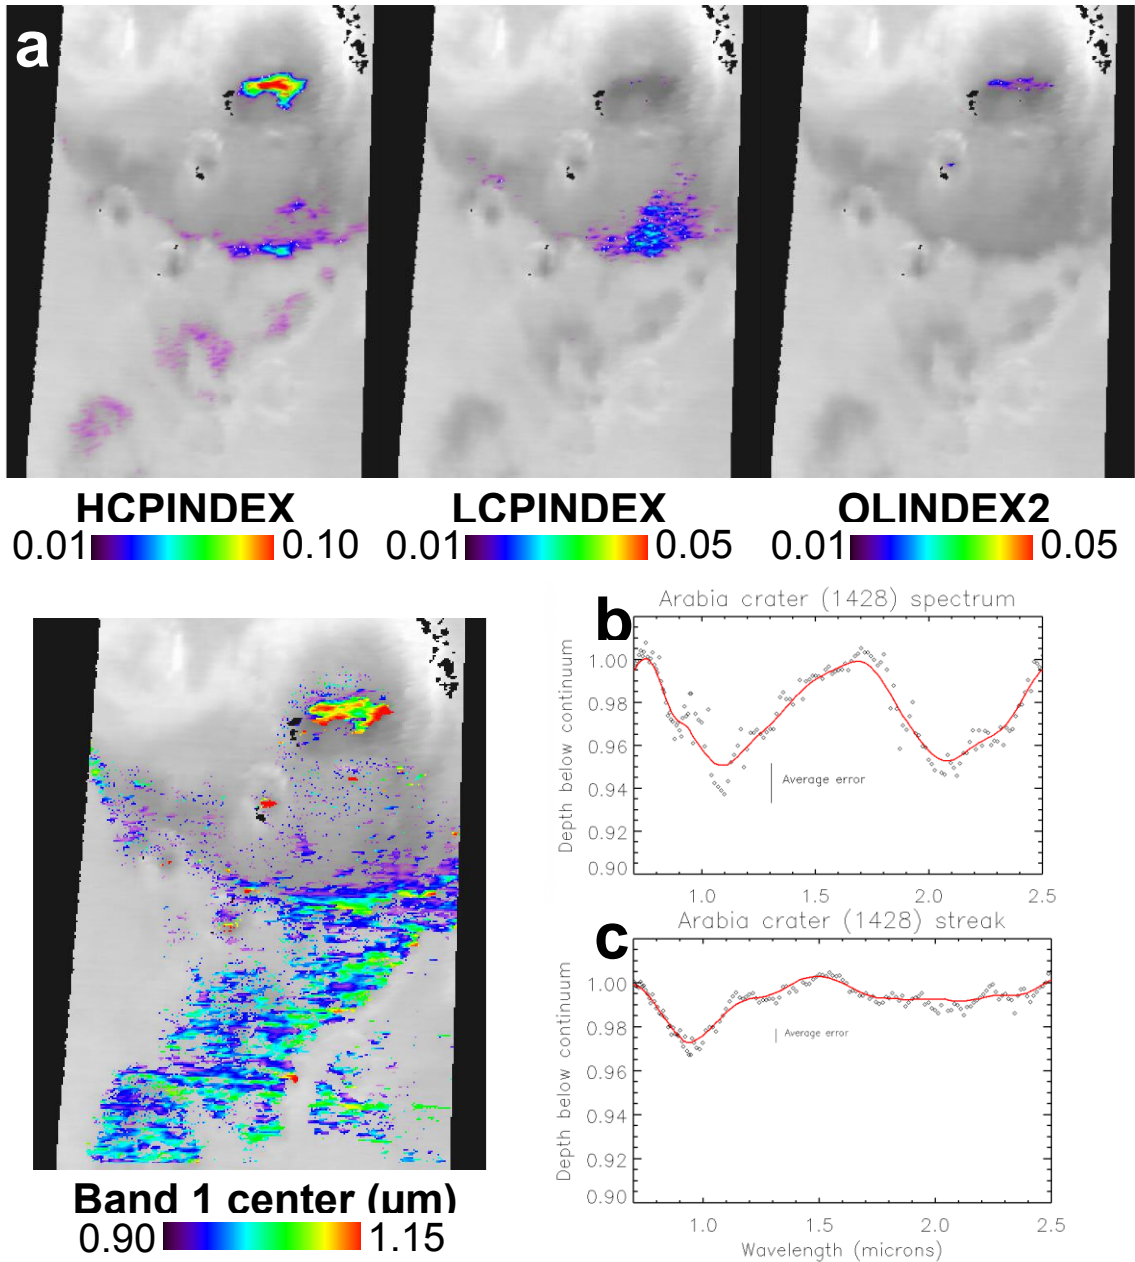 a
HCPINDEX LCPINDEX OLINDEX2
0.01 0.10 0.01 0.05 0.01 0.05
b
Arabia crater (1428) spectrum
Depth below continuum
1.00
0.98
0.96
0.94
0.92
0.90
Average error
1.0 1.5 2.0 2.5
c
Arabia crater (1428) streak
Depth below continuum
1.00
0.98
0.96
0.94
0.92
0.90
Average error
1.0 1.5 2.0 2.5
Wavelength (microns)
Band 1 center (um)
0.90 1.15